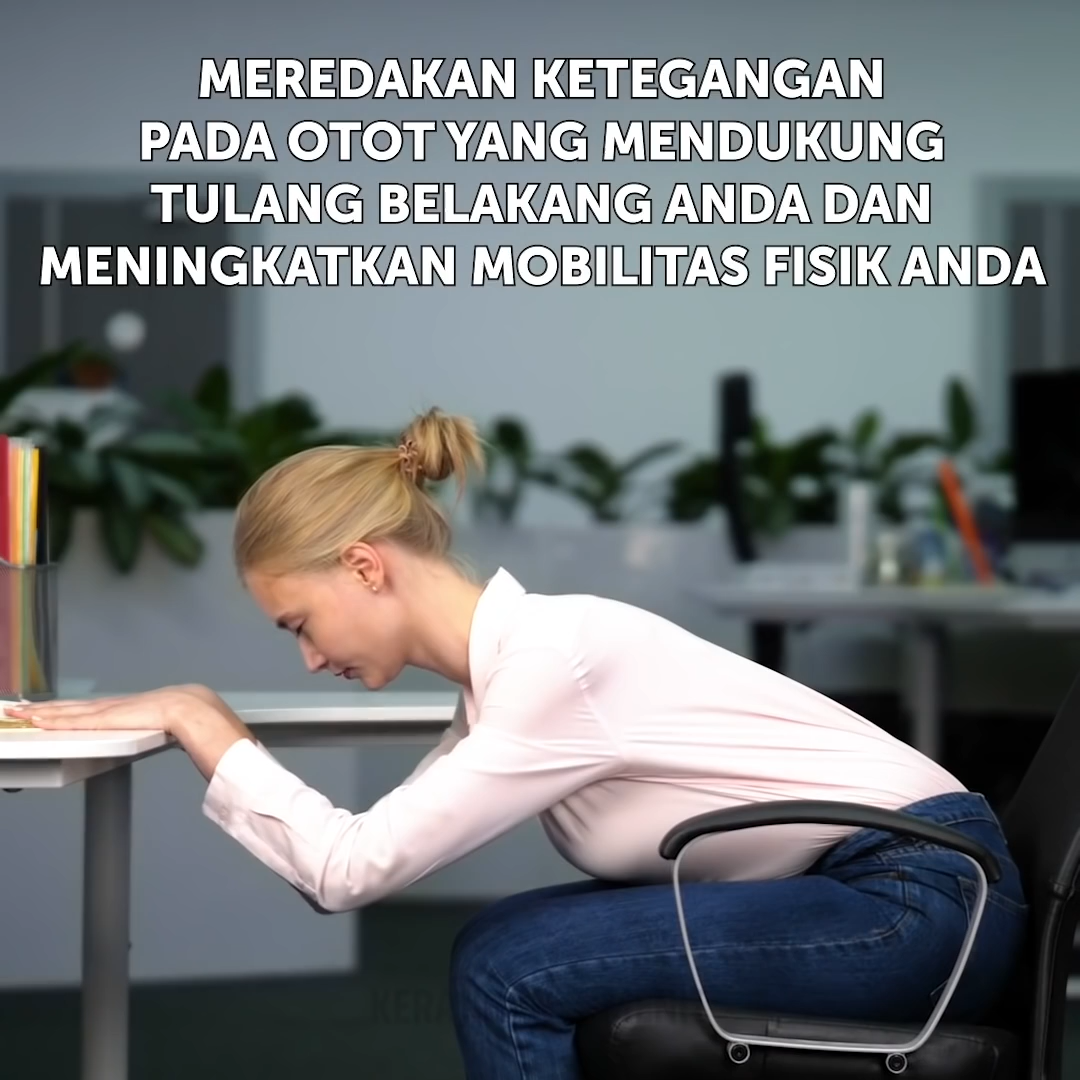 MEREDAKAN KETEGANGAN
PADA OTOT YANG MENDUKUNG
TULANG BELAKANG ANDA DAN
MENINGKATKAN MOBILITAS FISIK ANDA